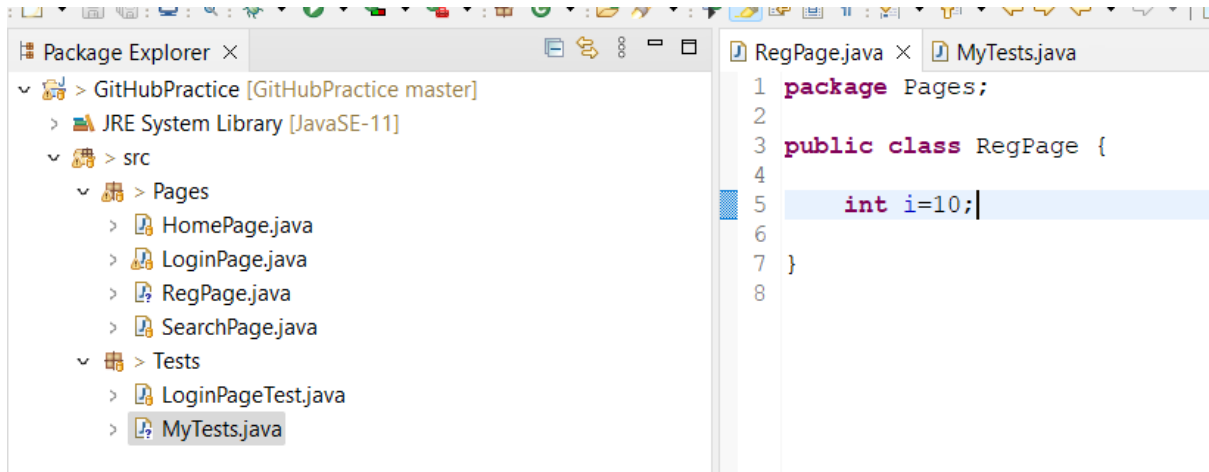 Package Explorer
> GitHubPractice [GitHubPractice master]
JRE System Library [JavaSE-11]
> src
> Pages
HomePage.java
LoginPage.java
RegPage.java
SearchPage.java
> Tests
LoginPageTest.java
MyTests.java
RegPage.java MyTests.java
1 package Pages;
2
3 public class RegPage {
4
5 int i=10;
6
7 }
8